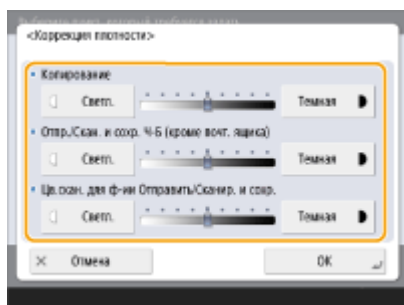 <Коррекция плотности>
Копирование
Светл. Темная
Отпр./Скан. и сохр. Ч-Б (кроме почт. ящика)
Светл. Темная
Цв.скан. для ф-ии Отправить/Сканир. и сохр.
Светл. Темная
Отмена OK